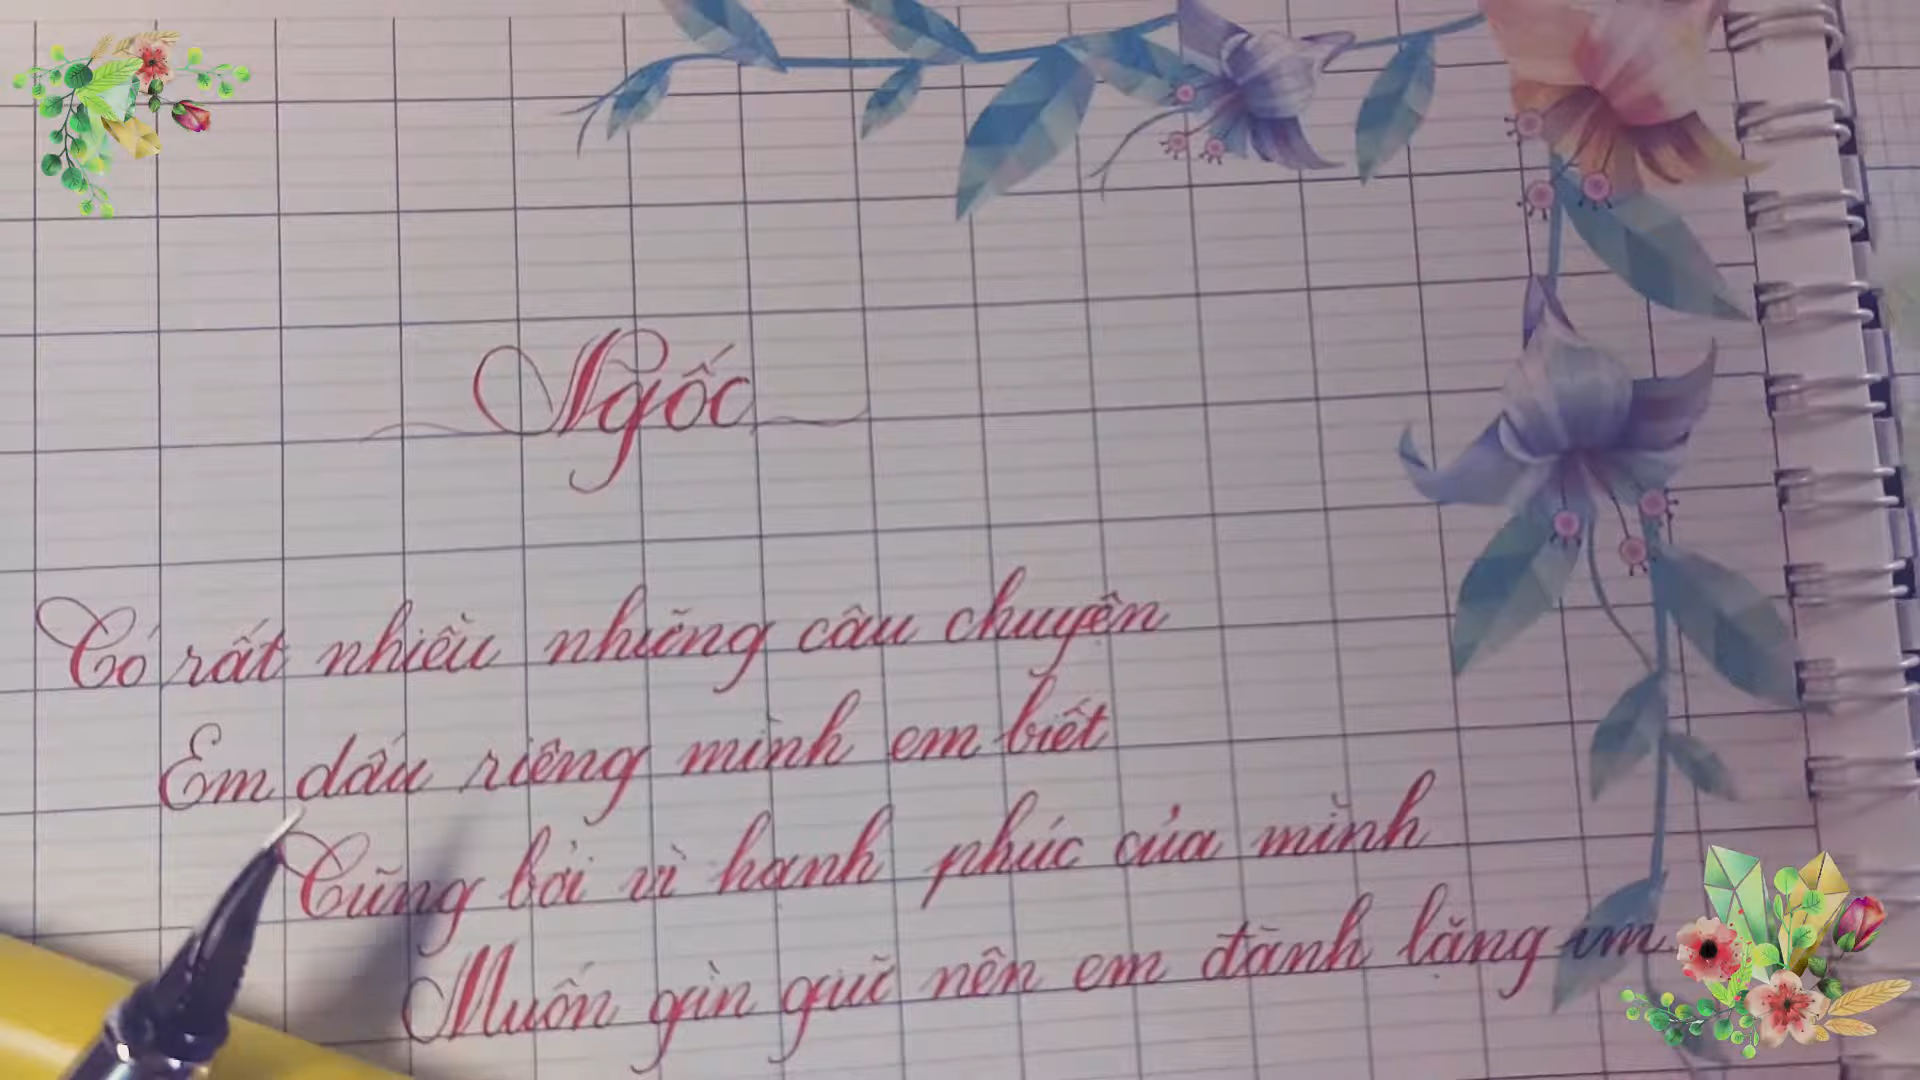 Ngốc
Có rất nhiều những câu chuyện
Em dấu riêng mình em biết
Cũng bởi vì hạnh phúc của mình
Muốn gìn giữ nên em đành lặng im